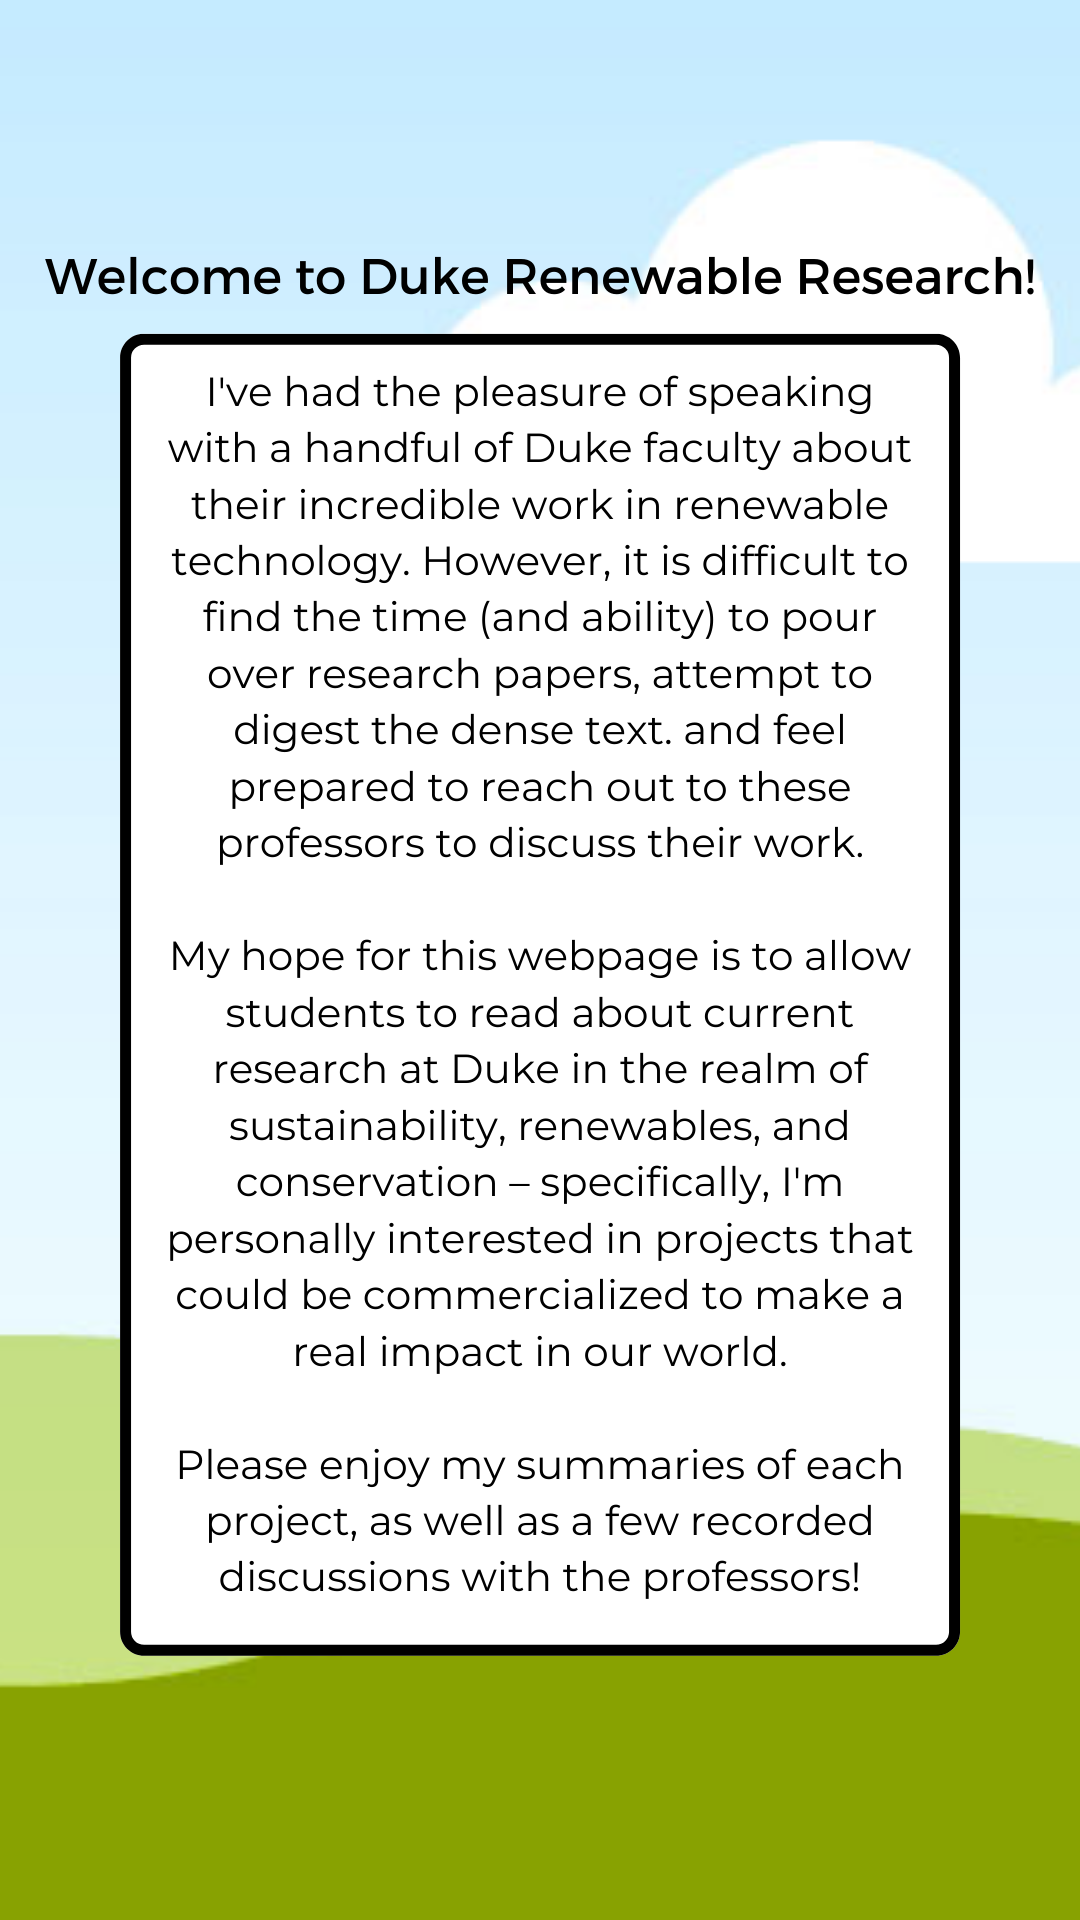 Welcome to Duke Renewable Research!
I've had the pleasure of speaking
with a handful of Duke faculty about
their incredible work in renewable
technology. However, it is difficult to
find the time (and ability) to pour
over research papers, attempt to
digest the dense text. and feel
prepared to reach out to these
professors to discuss their work.
My hope for this webpage is to allow
students to read about current
research at Duke in the realm of
sustainability, renewables, and
conservation – specifically, I'm
personally interested in projects that
could be commercialized to make a
real impact in our world.
Please enjoy my summaries of each
project, as well as a few recorded
discussions with the professors!